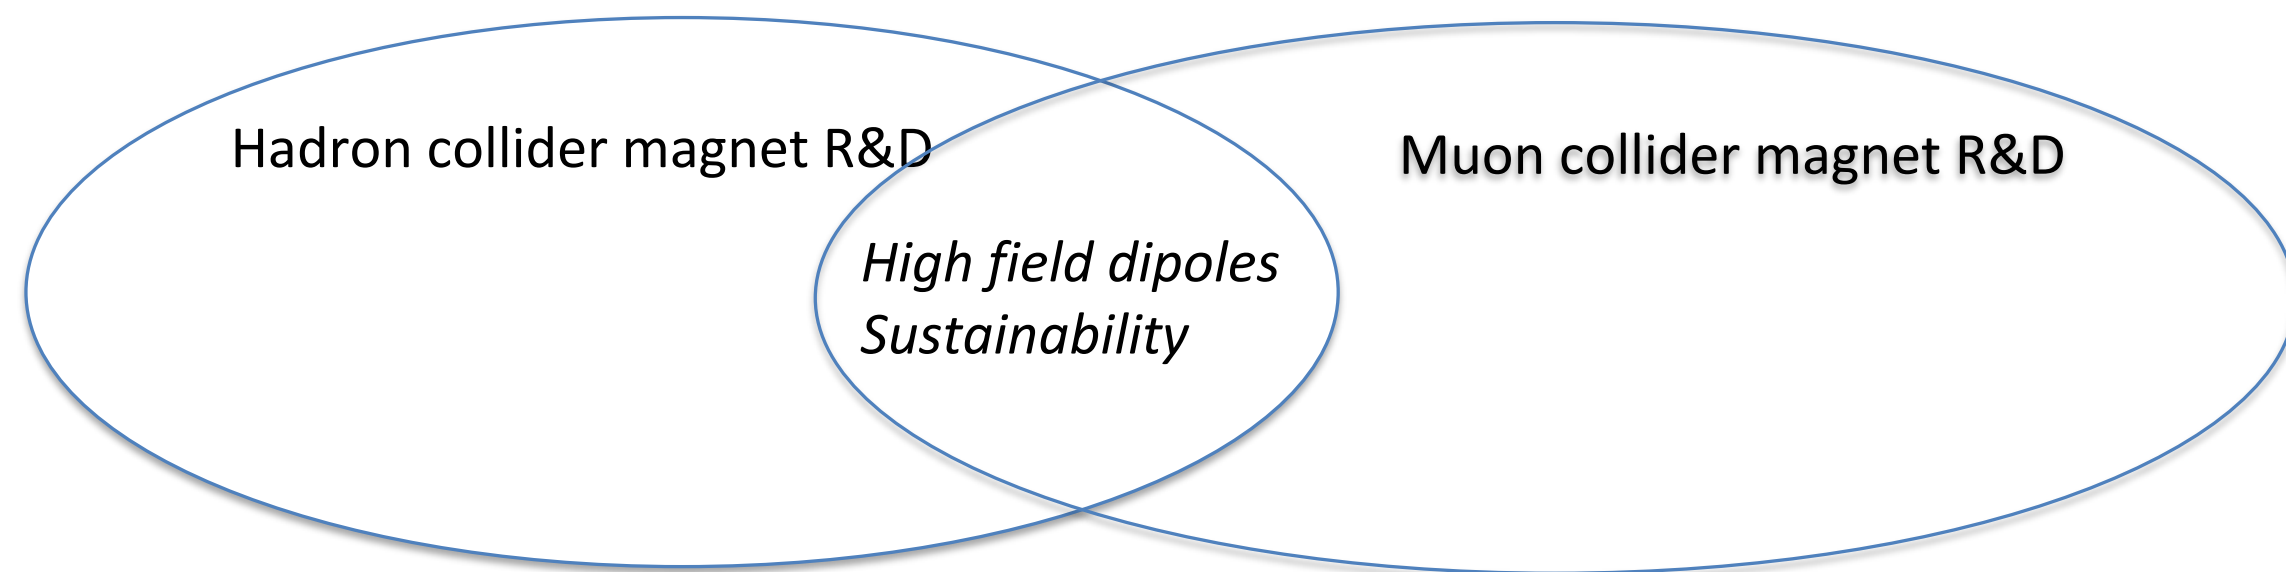 Hadron collider magnet R&D
Muon collider magnet R&D
High field dipoles
Sustainability